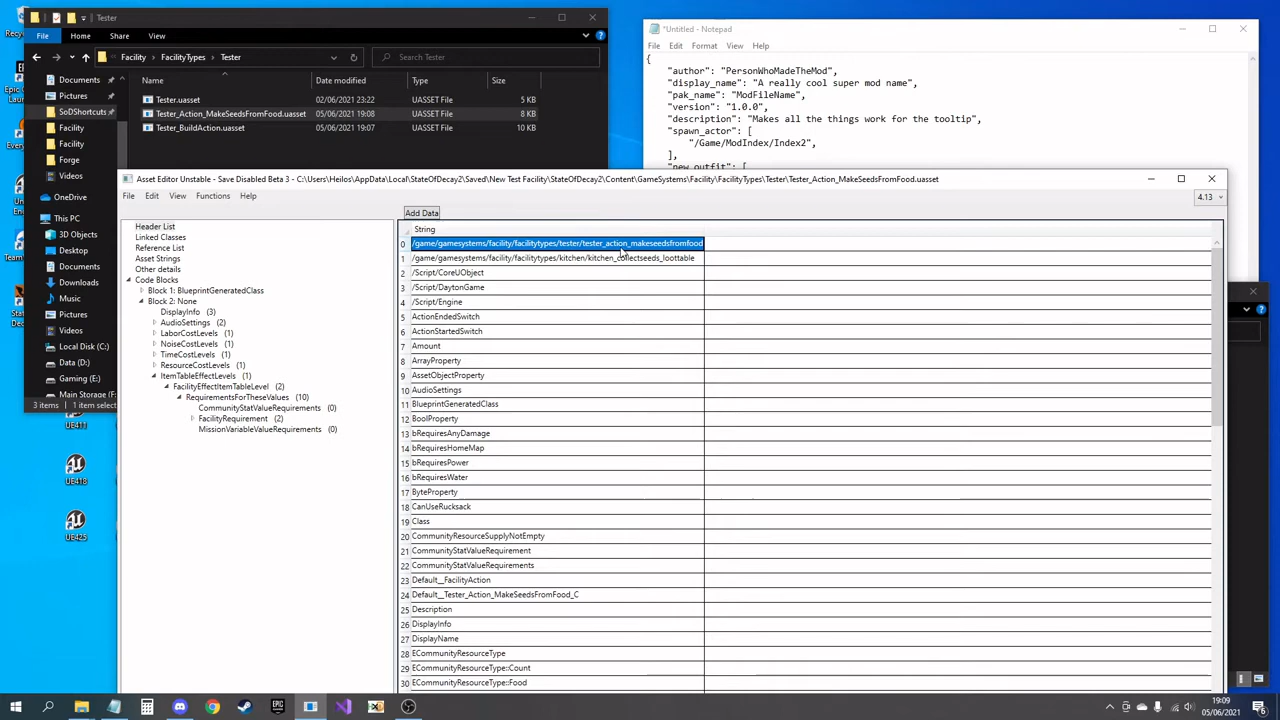 Tester
File Home Share View
Facility FacilityTypes Tester
Search Tester
Name Date modified Type Size
Tester.uasset 02/06/2021 23:22 UASSET File 5 KB
Tester_Action_MakeSeedsFromFood.uasset 05/06/2021 19:08 UASSET File 8 KB
Tester_BuildAction.uasset 05/06/2021 19:07 UASSET File 10 KB
Documents
Pictures
SoDShortcuts
Facility
Facility
Forge
Videos
OneDrive
This PC
3D Objects
Desktop
Documents
Downloads
Music
Pictures
Videos
Local Disk (C:)
Data (D:)
Gaming (E:)
Main Storage (F:
3 items 1 item select
*Untitled - Notepad
File Edit Format View Help
{
"author": "PersonWhoMadeTheMod",
"display_name": "A really cool super mod name",
"pak_name": "ModFileName",
"version": "1.0.0",
"description": "Makes all the things work for the tooltip",
"spawn_actor": [
"/Game/ModIndex/Index2",
],
"new_outfit": [
Asset Editor Unstable - Save Disabled Beta 3 - C:\Users\Heilos\AppData\Local\StateOfDecay2\Saved\New Test Facility\StateOfDecay2\Content\GameSystems\Facility\FacilityTypes\Tester\Tester_Action_MakeSeedsFromFood.uasset
File Edit View Functions Help
4.13
Add Data
Header List
Linked Classes
Reference List
Asset Strings
Other details
Code Blocks
Block 1: BlueprintGeneratedClass
Block 2: None
DisplayInfo (3)
AudioSettings (2)
LaborCostLevels (1)
NoiseCostLevels (1)
TimeCostLevels (1)
ResourceCostLevels (1)
ItemTableEffectLevels (1)
FacilityEffectItemTableLevel (2)
RequirementsForTheseValues (10)
CommunityStatValueRequirements (0)
FacilityRequirement (2)
MissionVariableValueRequirements (0)
String
0 /game/gamesystems/facility/facilitytypes/tester/tester_action_makeseedsfromfood
1 /game/gamesystems/facility/facilitytypes/kitchen/kitchen_collectseeds_loottable
2 /Script/CoreUObject
3 /Script/DaytonGame
4 /Script/Engine
5 ActionEndedSwitch
6 ActionStartedSwitch
7 Amount
8 ArrayProperty
9 AssetObjectProperty
10 AudioSettings
11 BlueprintGeneratedClass
12 BoolProperty
13 bRequiresAnyDamage
14 bRequiresHomeMap
15 bRequiresPower
16 bRequiresWater
17 ByteProperty
18 CanUseRucksack
19 Class
20 CommunityResourceSupplyNotEmpty
21 CommunityStatValueRequirement
22 CommunityStatValueRequirements
23 Default__FacilityAction
24 Default__Tester_Action_MakeSeedsFromFood_C
25 Description
26 DisplayInfo
27 DisplayName
28 ECommunityResourceType
29 ECommunityResourceType::Count
30 ECommunityResourceType::Food
UE411
UE413
UE425
19:09
05/06/2021